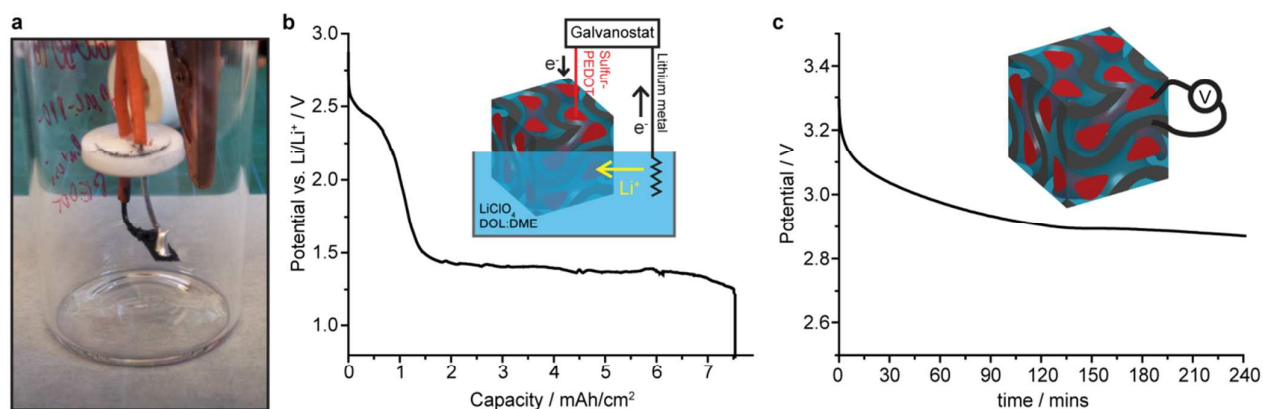 a
b
c
3.0
2.5
2.0
1.5
1.0
Potential vs. Li/Li⁺ / V
0
1
2
3
4
5
6
7
Capacity / mAh/cm²
Galvanostat
e⁻
Sulfur-
PEDOT
Lithium metal
e⁻
Li⁺
LiClO₄
DOL:DME
3.4
3.2
3.0
2.8
2.6
Potential / V
0
30
60
90
120
150
180
210
240
time / mins
V